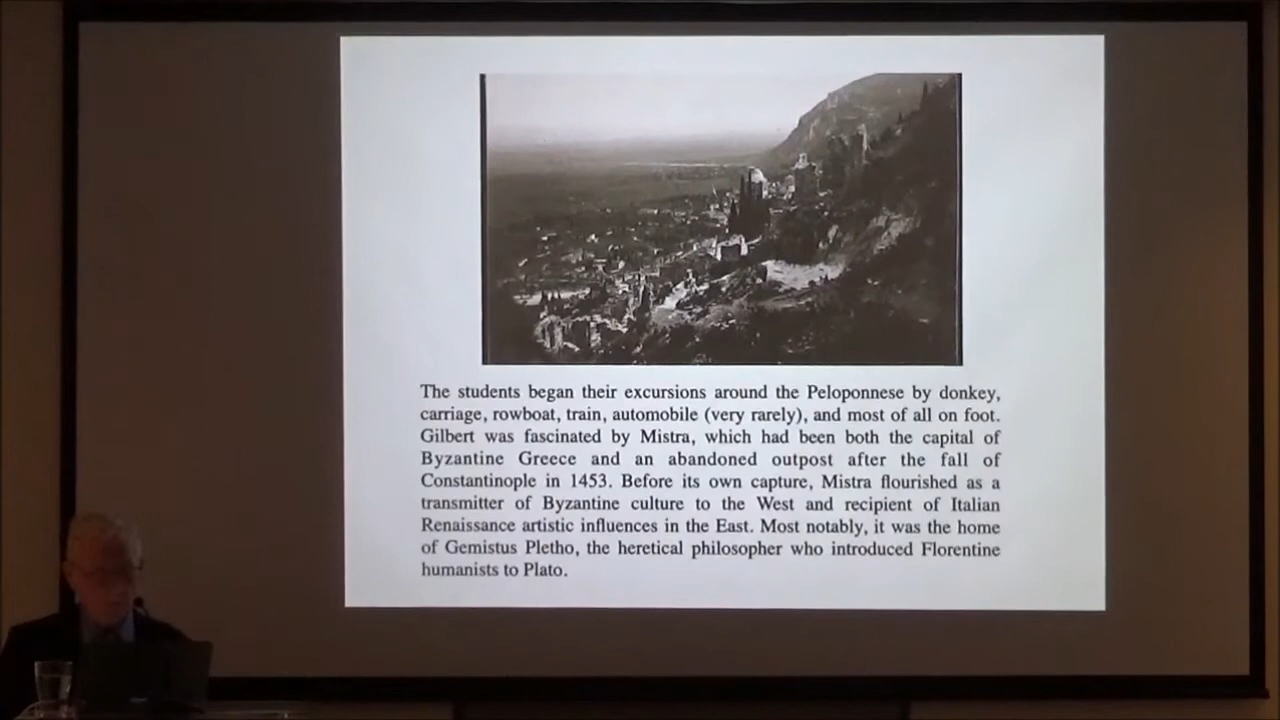 The students began their excursions around the Peloponnese by donkey,
carriage, rowboat, train, automobile (very rarely), and most of all on foot.
Gilbert was fascinated by Mistra, which had been both the capital of
Byzantine Greece and an abandoned outpost after the fall of
Constantinople in 1453. Before its own capture, Mistra flourished as a
transmitter of Byzantine culture to the West and recipient of Italian
Renaissance artistic influences in the East. Most notably, it was the home
of Gemistus Pletho, the heretical philosopher who introduced Florentine
humanists to Plato.